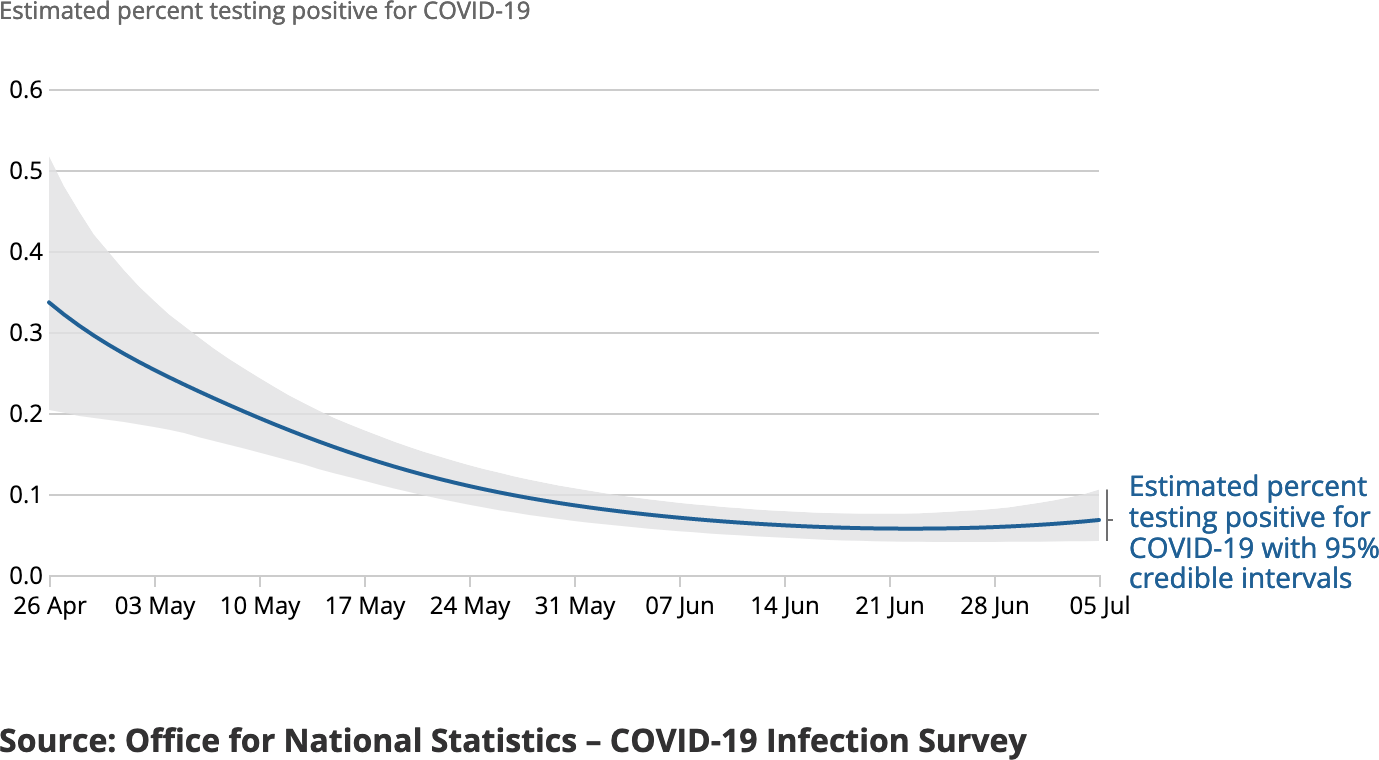 Estimated percent testing positive for COVID-19
0.6
0.5
0.4
0.3
0.2
0.1
0.0
Estimated percent
testing positive for
COVID-19 with 95%
credible intervals
26 Apr 03 May 10 May 17 May 24 May 31 May 07 Jun 14 Jun 21 Jun 28 Jun 05 Jul
Source: Office for National Statistics – COVID-19 Infection Survey